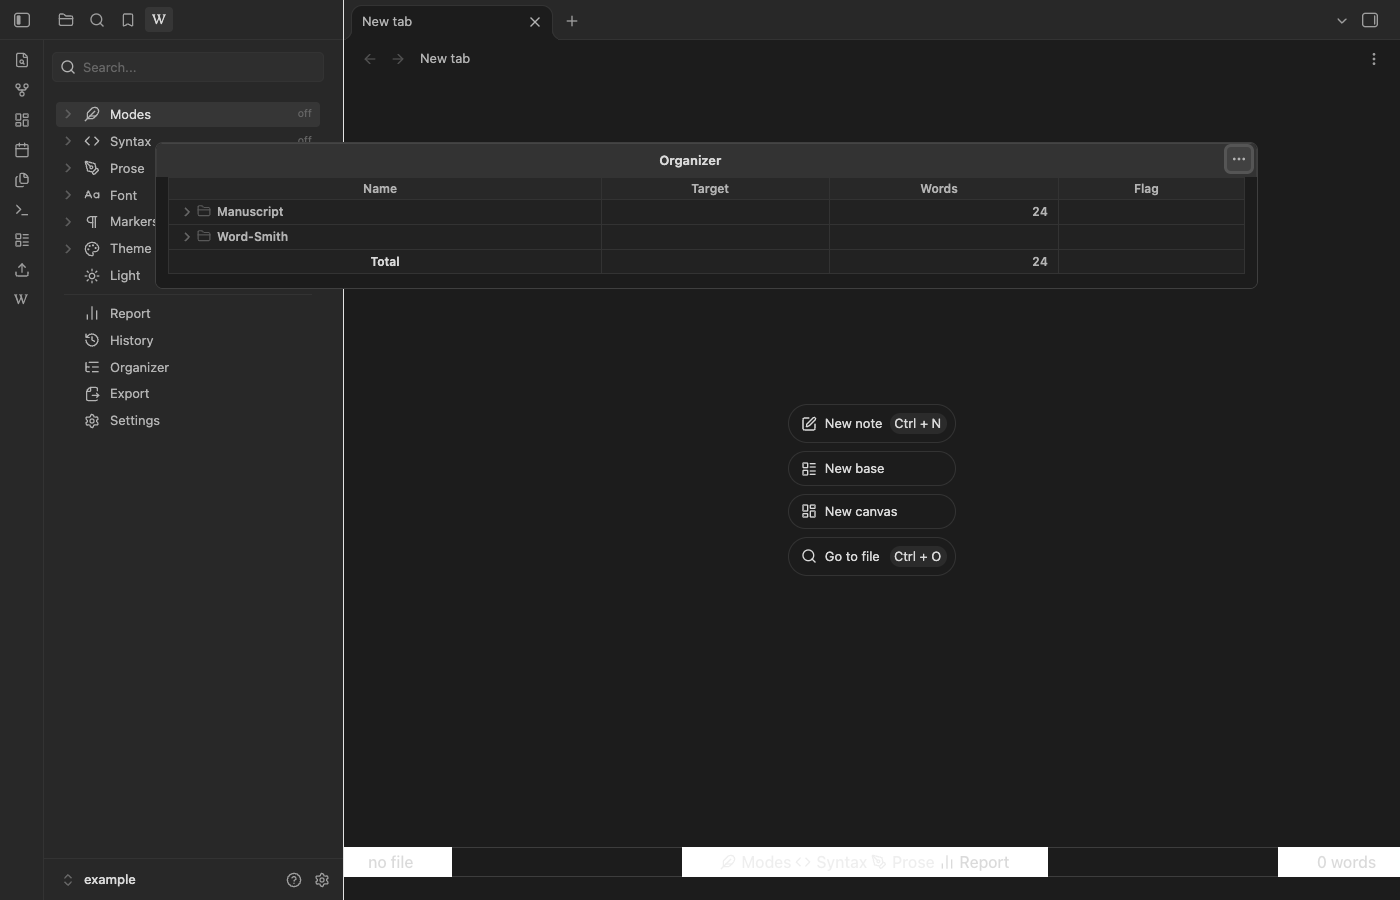 W
New tab
Search...
New tab
Modes off
Syntax off
Prose
Aa Font
Markers
Theme
Light
Organizer
Name Target Words Flag
Manuscript 24
Word-Smith
Total 24
W
Report
History
Organizer
Export
Settings
New note Ctrl + N
New base
New canvas
Go to file Ctrl + O
no file Modes Syntax Prose Report 0 words
example